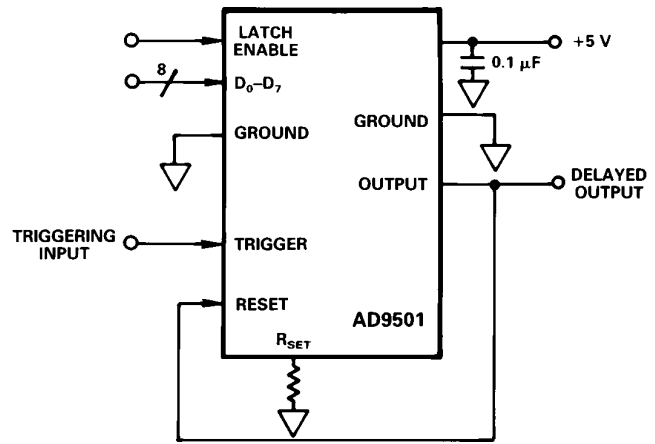 LATCH
ENABLE
8
D₀–D₇
GROUND
TRIGGERING
INPUT
TRIGGER
RESET
R_SET
AD9501
+5 V
0.1 µF
GROUND
OUTPUT
DELAYED
OUTPUT